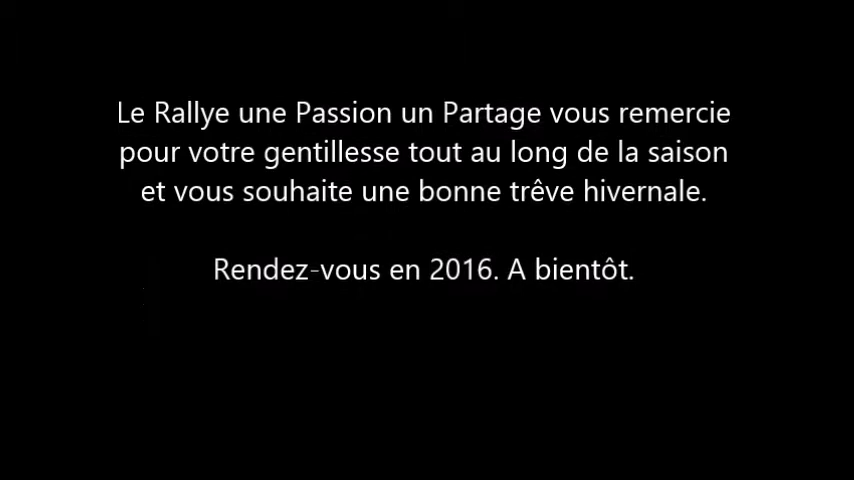 Le Rallye une Passion un Partage vous remercie
pour votre gentillesse tout au long de la saison
et vous souhaite une bonne trêve hivernale.
Rendez-vous en 2016. A bientôt.